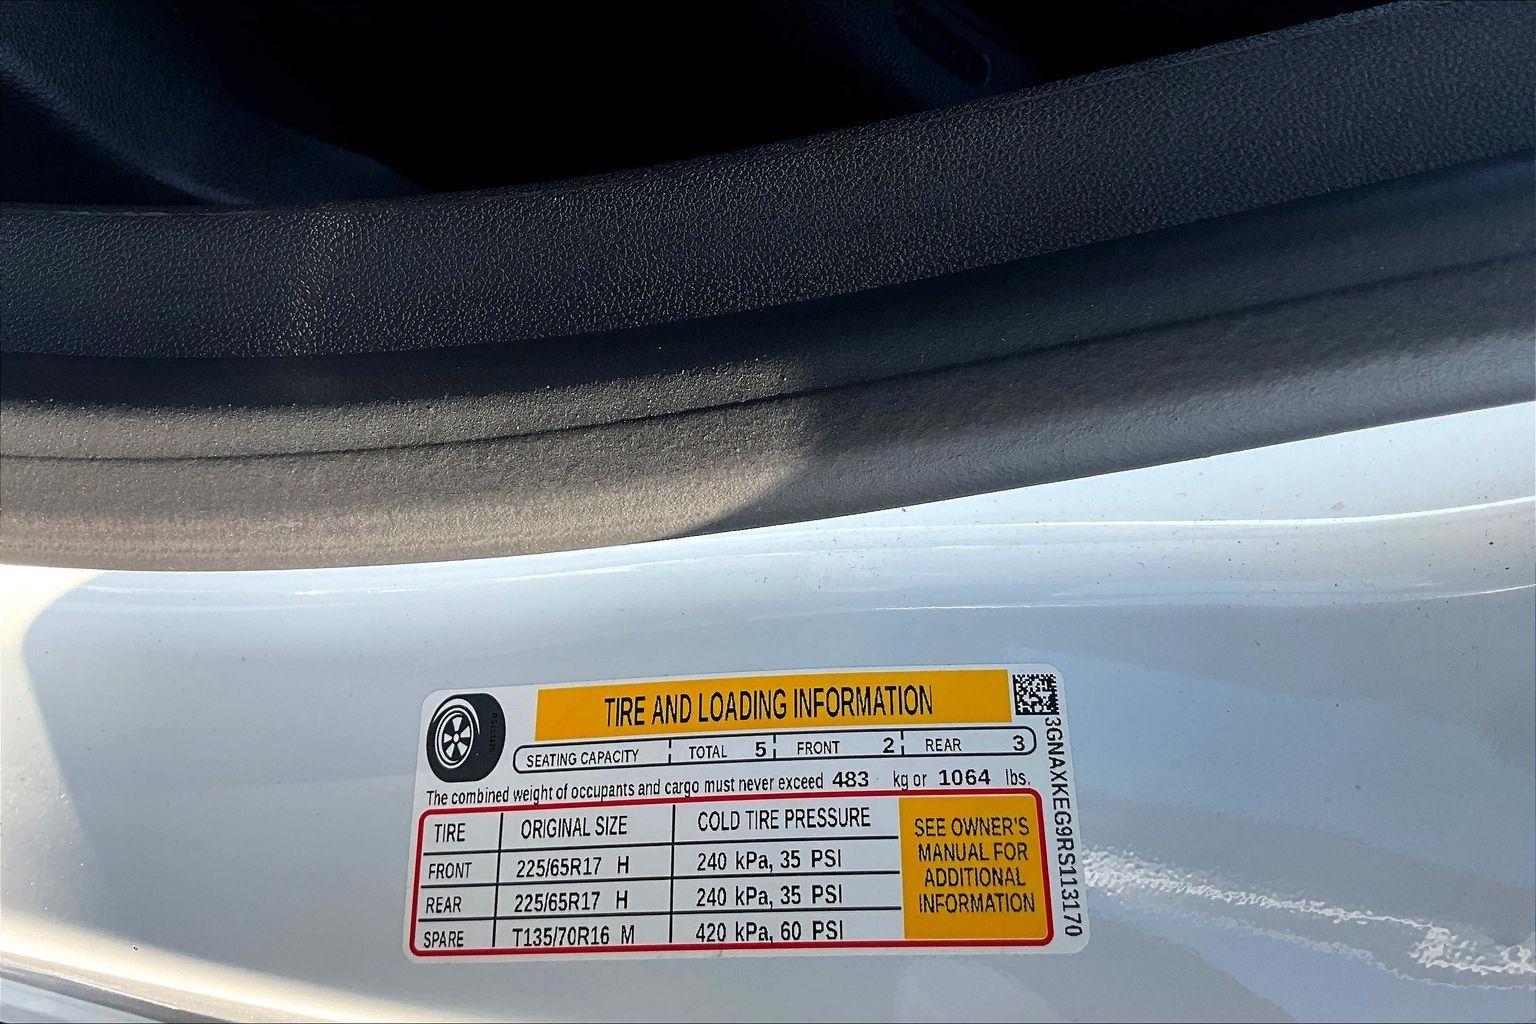 TIRE AND LOADING INFORMATION
SEATING CAPACITY TOTAL 5 FRONT 2 REAR 3
The combined weight of occupants and cargo must never exceed 483 kg or 1064 lbs.
TIRE ORIGINAL SIZE COLD TIRE PRESSURE
FRONT 225/65R17 H 240 kPa, 35 PSI
REAR 225/65R17 H 240 kPa, 35 PSI
SPARE T135/70R16 M 420 kPa, 60 PSI
SEE OWNER'S
MANUAL FOR
ADDITIONAL
INFORMATION
3GNAXKEG9RS113170